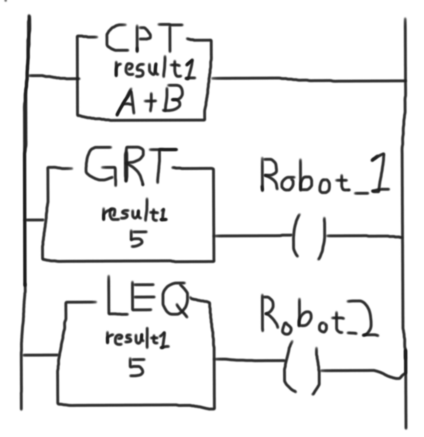 CPT
result1
A+B
GRT
result1
5
Robot_1
( )
LEQ
result1
5
Robot_2
( )